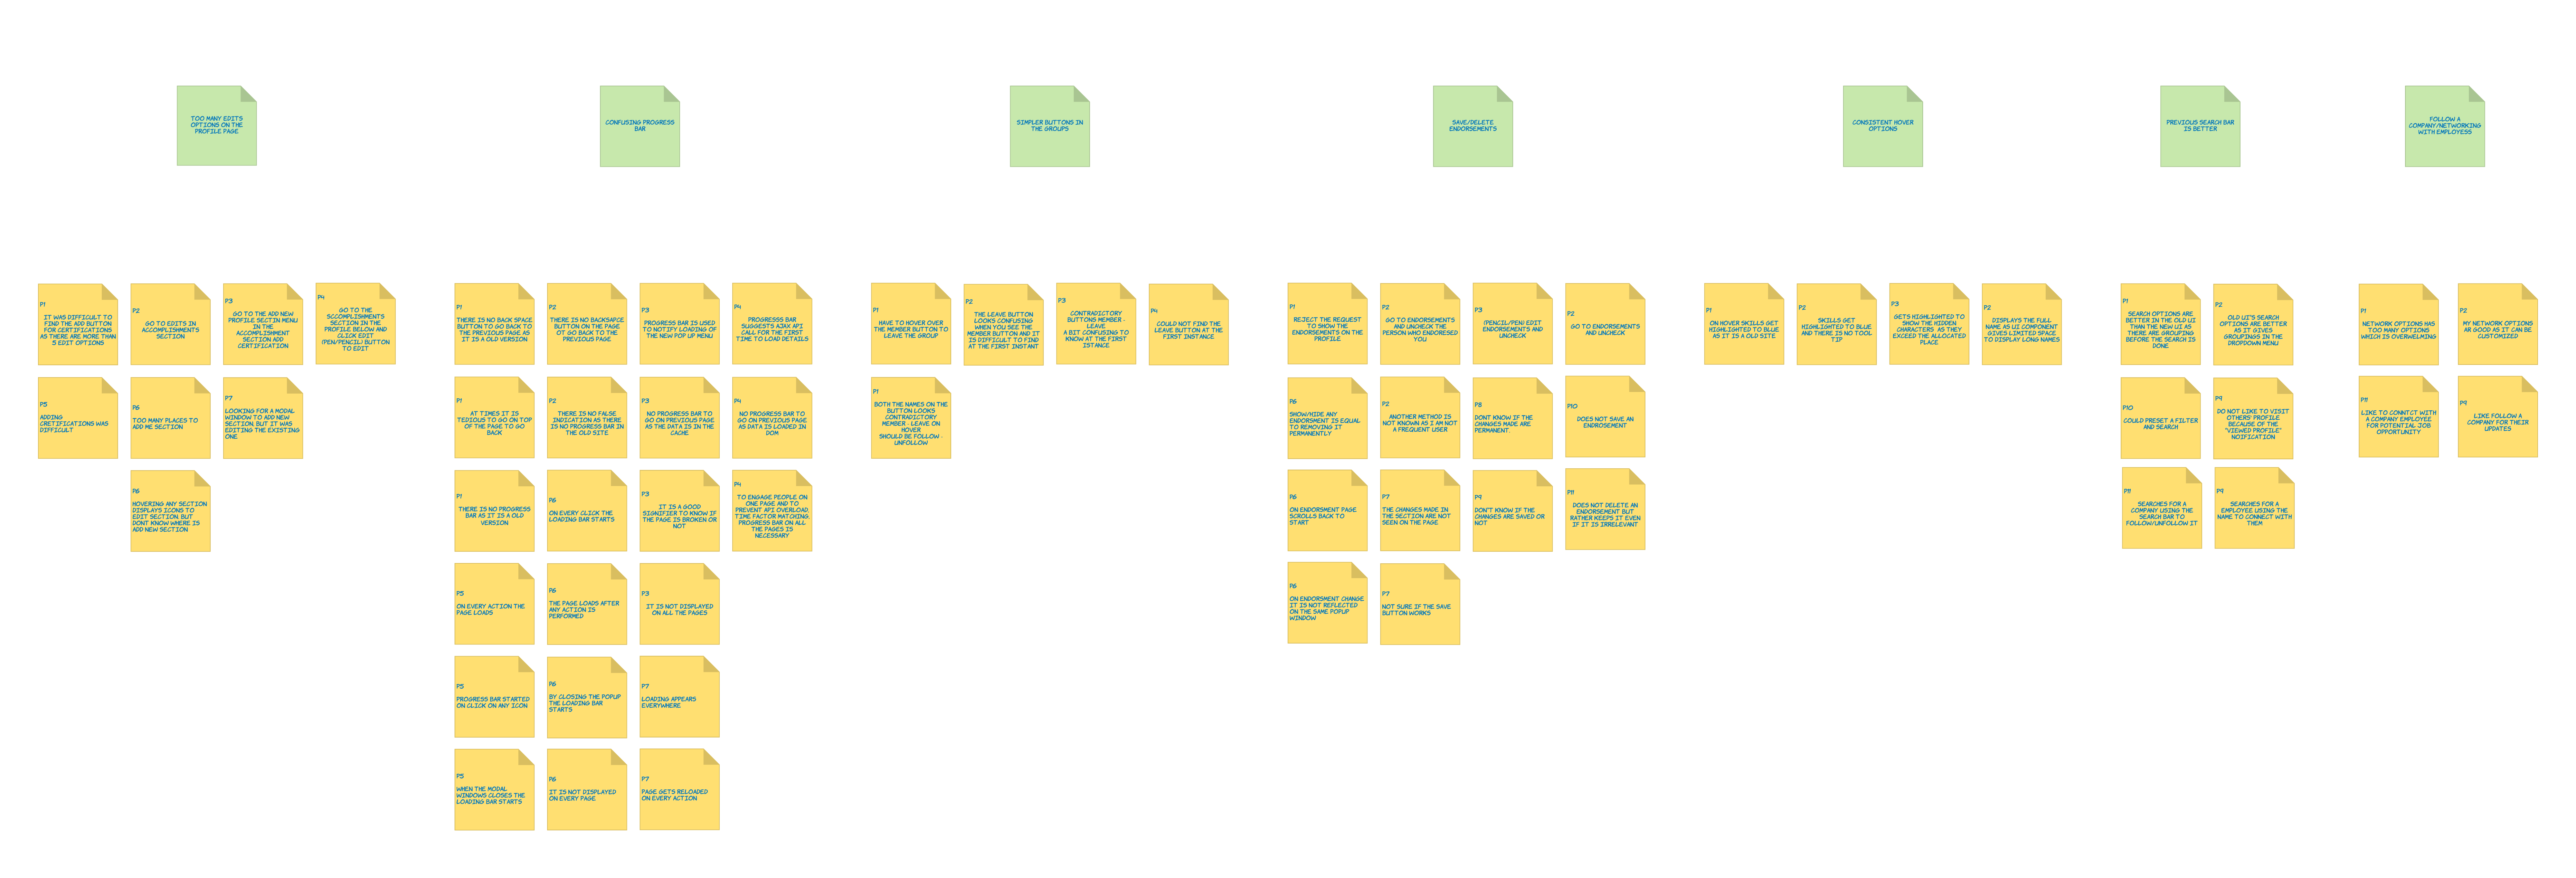 TOO MANY EDITS
OPTIONS ON THE
PROFILE PAGE
CONFUSING PROGRESS
BAR
SIMPLER BUTTONS IN
THE GROUPS
SAVE/DELETE
ENDORSEMENTS
CONSISTENT HOVER
OPTIONS
PREVIOUS SEARCH BAR
IS BETTER
FOLLOW A
COMPANY/NETWORKING
WITH EMPLOYESS
P1
IT WAS DIFFICULT TO
FIND THE ADD BUTTON
FOR CERTIFICATIONS
AS THERE ARE MORE THAN
5 EDIT OPTIONS
P2
GO TO EDITS IN
ACCOMPLISHMENTS
SECTION
P3
GO TO THE ADD NEW
PROFILE SECTIN MENU
IN THE
ACCOMPLISHMENT
SECTION ADD
CERTIFICATION
P4
GO TO THE
SCCOMPLISHMENTS
SECTION IN THE
PROFILE BELOW AND
CLICK EDIT
(PEN/PENCIL) BUTTON
TO EDIT
P5
ADDING
CRETIFICATIONS WAS
DIFFICULT
P6
TOO MANY PLACES TO
ADD ME SECTION
P7
LOOKING FOR A MODAL
WINDOW TO ADD NEW
SECTION. BUT IT WAS
EDITING THE EXISTING
ONE
P6
HOVERING ANY SECTION
DISPLAYS ICONS TO
EDIT SECTION. BUT
DONT KNOW WHERE IS
ADD NEW SECTION
P1
THERE IS NO BACK SPACE
BUTTON TO GO BACK TO
THE PREVIOUS PAGE AS
IT IS A OLD VERSION
P2
THERE IS NO BACKSAPCE
BUTTON ON THE PAGE
OT GO BACK TO THE
PREVIOUS PAGE
P3
PROGRESS BAR IS USED
TO NOTIFY LOADING OF
THE NEW POP UP MENU
P4
PROGRESSS BAR
SUGGESTS AJAX API
CALL FOR THE FIRST
TIME TO LOAD DETAILS
P1
AT TIMES IT IS
TEDIOUS TO GO ON TOP
OF THE PAGE TO GO
BACK
P2
THERE IS NO FALSE
INDICATION AS THERE
IS NO PROGRESS BAR IN
THE OLD SITE
P3
NO PROGRESS BAR TO
GO ON PREVIOUS PAGE
AS THE DATA IS IN THE
CACHE
P4
NO PROGRESS BAR TO
GO ON PREVIOUS PAGE
AS DATA IS LOADED IN
DOM
P1
THERE IS NO PROGRESS
BAR AS IT IS A OLD
VERSION
P6
ON EVERY CLICK THE
LOADING BAR STARTS
P3
IT IS A GOOD
SIGNIFIER TO KNOW IF
THE PAGE IS BROKEN OR
NOT
P4
TO ENGAGE PEOPLE ON
ONE PAGE AND TO
PREVENT API OVERLOAD.
TIME FACTOR MATCHING.
PROGRESS BAR ON ALL
THE PAGES IS
NECESSARY
P5
ON EVERY ACTION THE
PAGE LOADS
P6
THE PAGE LOADS AFTER
ANY ACTION IS
PERFORMED
P3
IT IS NOT DISPLAYED
ON ALL THE PAGES
P5
PROGRESS BAR STARTED
ON CLICK ON ANY ICON
P6
BY CLOSING THE POPUP
THE LOADING BAR
STARTS
P7
LOADING APPEARS
EVERYWHERE
P5
WHEN THE MODAL
WINDOWS CLOSES THE
LOADING BAR STARTS
P6
IT IS NOT DISPLAYED
ON EVERY PAGE
P7
PAGE GETS RELOADED
ON EVERY ACTION
P1
HAVE TO HOVER OVER
THE MEMBER BUTTON TO
LEAVE THE GROUP
P2
THE LEAVE BUTTON
LOOKS CONFUSING
WHEN YOU SEE THE
MEMBER BUTTON AND IT
IS DIFFICULT TO FIND
AT THE FIRST INSTANT
P3
CONTRADICTORY
BUTTONS MEMBER -
LEAVE
A BIT CONFUSING TO
KNOW AT THE FIRST
ISTANCE
P4
COULD NOT FIND THE
LEAVE BUTTON AT THE
FIRST INSTANCE
P1
BOTH THE NAMES ON THE
BUTTON LOOKS
CONTRADICTORY
MEMBER - LEAVE ON
HOVER
SHOULD BE FOLLOW -
UNFOLLOW
P1
REJECT THE REQUEST
TO SHOW THE
ENDORSEMENTS ON THE
PROFILE
P2
GO TO ENDORSEMENTS
AND UNCHECK THE
PERSON WHO ENDORESED
YOU
P3
(PENCIL/PEN) EDIT
ENDORSEMENTS AND
UNCHECK
P2
GO TO ENDORSEMENTS
AND UNCHECK
P6
SHOW/HIDE ANY
ENDORSMENT IS EQUAL
TO REMOVING IT
PERMANENTLY
P2
ANOTHER METHOD IS
NOT KNOWN AS I AM NOT
A FREQUENT USER
P8
DONT KNOW IF THE
CHANGES MADE ARE
PERMANENT.
P10
DOES NOT SAVE AN
ENDROSEMENT
P6
ON ENDORSMENT PAGE
SCROLLS BACK TO
START
P7
THE CHANGES MADE IN
THE SECTION ARE NOT
SEEN ON THE PAGE
P9
DON'T KNOW IF THE
CHANGES ARE SAVED OR
NOT
P11
DOES NOT DELETE AN
ENDORSEMENT BUT
RATHER KEEPS IT EVEN
IF IT IS IRRELEVANT
P6
ON ENDORSMENT CHANGE
IT IS NOT REFLECTED
ON THE SAME POPUP
WINDOW
P7
NOT SURE IF THE SAVE
BUTTON WORKS
P1
ON HOVER SKILLS GET
HIGHLIGHTED TO BLUE
AS IT IS A OLD SITE
P2
SKILLS GET
HIGHLIGHTED TO BLUE
AND THERE IS NO TOOL
TIP
P3
GETS HIGHLIGHTED TO
SHOW THE HIDDEN
CHARACTERS AS THEY
EXCEED THE ALLOCATED
PLACE
P2
DISPLAYS THE FULL
NAME AS UI COMPONENT
GIVES LIMITED SPACE
TO DISPLAY LONG NAMES
P1
SEARCH OPTIONS ARE
BETTER IN THE OLD UI
THAN THE NEW UI AS
THERE ARE GROUPING
BEFORE THE SEARCH IS
DONE
P2
OLD UI'S SEARCH
OPTIONS ARE BETTER
AS IT GIVES
GROUPINGS IN THE
DROPDOWN MENU
P10
COULD PRESET A FILTER
AND SEARCH
P9
DO NOT LIKE TO VISIT
OTHERS' PROFILE
BECAUSE OF THE
"VIEWED PROFILE"
NOIFICATION
P11
SEARCHES FOR A
COMPANY USING THE
SEARCH BAR TO
FOLLOW/UNFOLLOW IT
P9
SEARCHES FOR A
EMPLOYEE USING THE
NAME TO CONNECT WITH
THEM
P1
NETWORK OPTIONS HAS
TOO MANY OPTIONS
WHICH IS OVERWELMING
P2
MY NETWORK OPTIONS
AR GOOD AS IT CAN BE
CUSTOMIZED
P11
LIKE TO CONNTCT WITH
A COMPANY EMPLOYEE
FOR POTENTIAL JOB
OPPORTUNITY
P9
LIKE FOLLOW A
COMPANY FOR THEIR
UPDATES